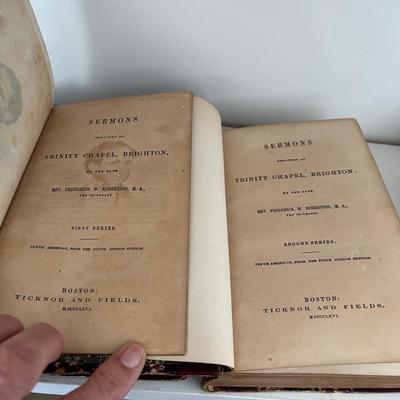 SERMONS
PREACHED AT
TRINITY CHAPEL, BRIGHTON,
BY THE LATE
REV. FREDERICK W. ROBERTSON, M. A.,
THE INCUMBENT.
FIRST SERIES.
TENTH AMERICAN, FROM THE FIFTH LONDON EDITION.
BOSTON:
TICKNOR AND FIELDS.
MDCCCLXVI.
SERMONS
PREACHED AT
TRINITY CHAPEL, BRIGHTON,
BY THE LATE
REV. FREDERICK W. ROBERTSON, M. A.,
THE INCUMBENT.
SECOND SERIES.
TENTH AMERICAN, FROM THE FIFTH LONDON EDITION.
BOSTON:
TICKNOR AND FIELDS.
MDCCCLXVI.